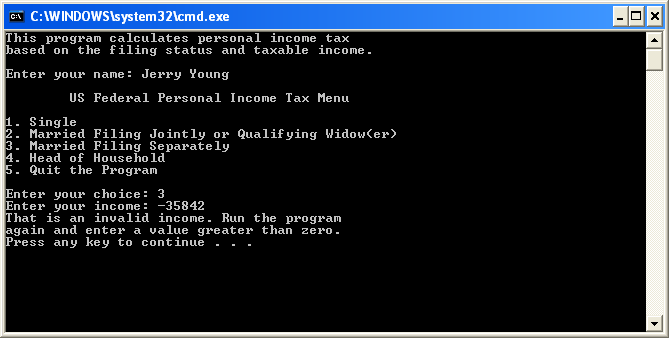 C:\WINDOWS\system32\cmd.exe
This program calculates personal income tax
based on the filing status and taxable income.
Enter your name: Jerry Young
US Federal Personal Income Tax Menu
1. Single
2. Married Filing Jointly or Qualifying Widow(er)
3. Married Filing Separately
4. Head of Household
5. Quit the Program
Enter your choice: 3
Enter your income: -35842
That is an invalid income. Run the program
again and enter a value greater than zero.
Press any key to continue . . .